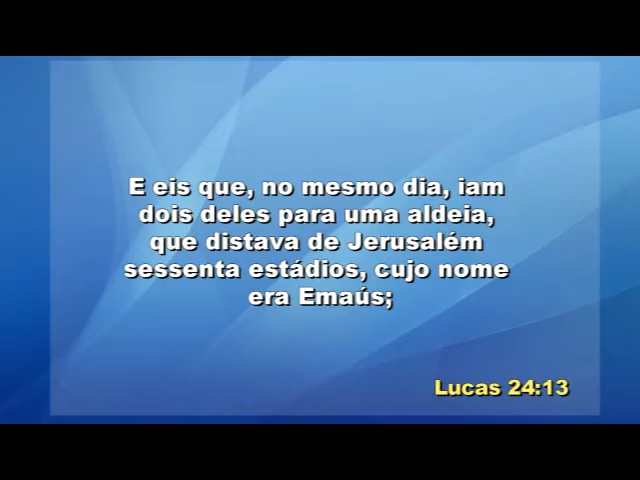 E eis que, no mesmo dia, iam
dois deles para uma aldeia,
que distava de Jerusalém
sessenta estádios, cujo nome
era Emaús;
Lucas 24:13